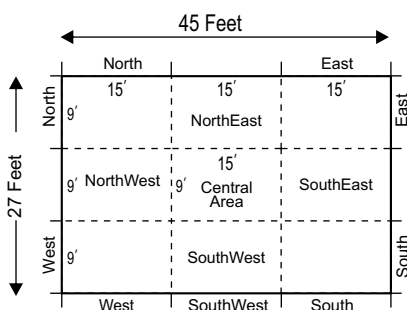 45 Feet
North East
North 15′ 15′ 15′ East
9′ NorthEast
27 Feet
15′
9′ NorthWest 9′ Central SouthEast
Area
West 9′ SouthWest South
West SouthWest South